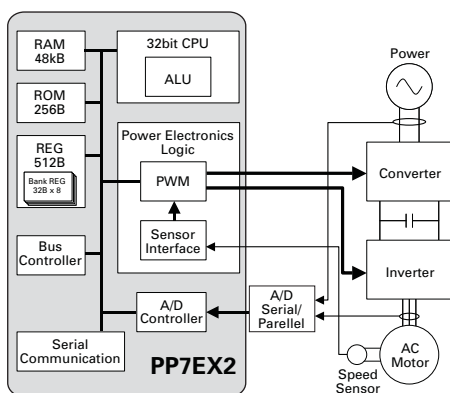 RAM
48kB
ROM
256B
REG
512B
Bank REG
32B x 8
Bus
Controller
Serial
Communication
32bit CPU
ALU
Power Electronics
Logic
PWM
Sensor
Interface
A/D
Controller
PP7EX2
A/D
Serial/
Parellel
Power
Converter
Inverter
AC
Motor
Speed
Sensor